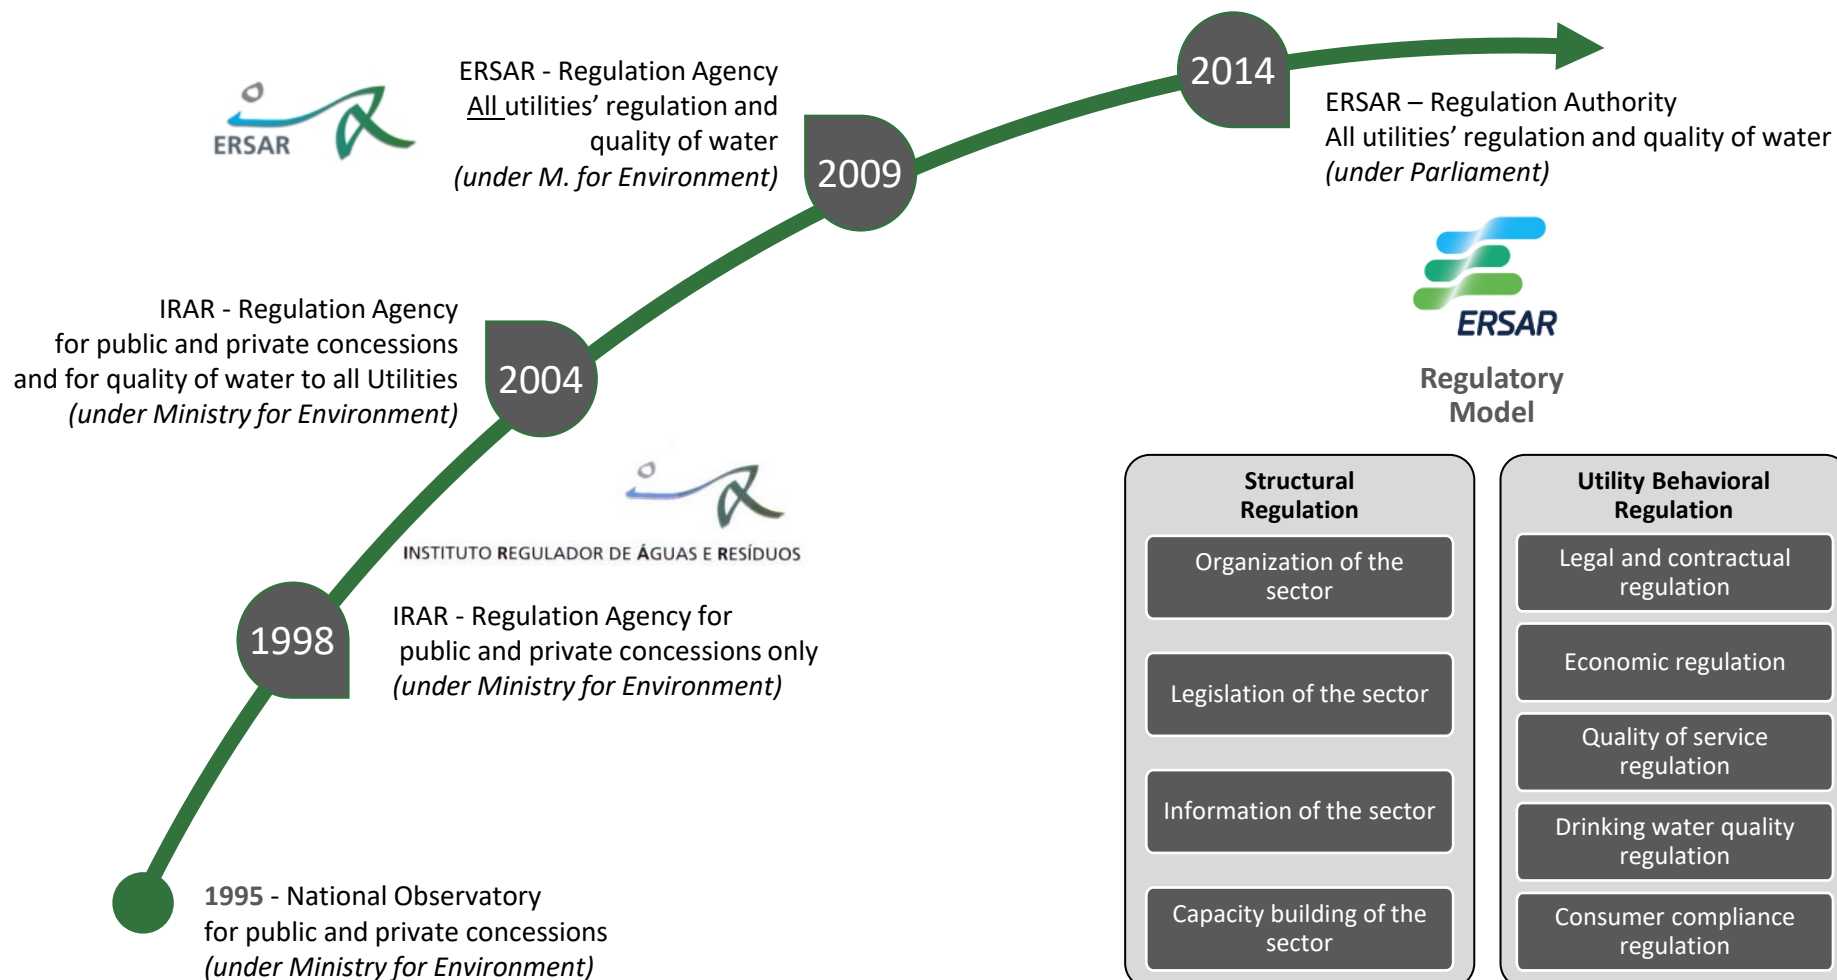 ERSAR
ERSAR - Regulation Agency
All utilities' regulation and
quality of water
(under M. for Environment)
2009
2014
ERSAR – Regulation Authority
All utilities' regulation and quality of water
(under Parliament)
ERSAR
Regulatory
Model
IRAR - Regulation Agency
for public and private concessions
and for quality of water to all Utilities
(under Ministry for Environment)
2004
INSTITUTO REGULADOR DE ÁGUAS E RESÍDUOS
1998
IRAR - Regulation Agency for
public and private concessions only
(under Ministry for Environment)
1995 - National Observatory
for public and private concessions
(under Ministry for Environment)
Structural
Regulation
Organization of the
sector
Legislation of the sector
Information of the sector
Capacity building of the
sector
Utility Behavioral
Regulation
Legal and contractual
regulation
Economic regulation
Quality of service
regulation
Drinking water quality
regulation
Consumer compliance
regulation